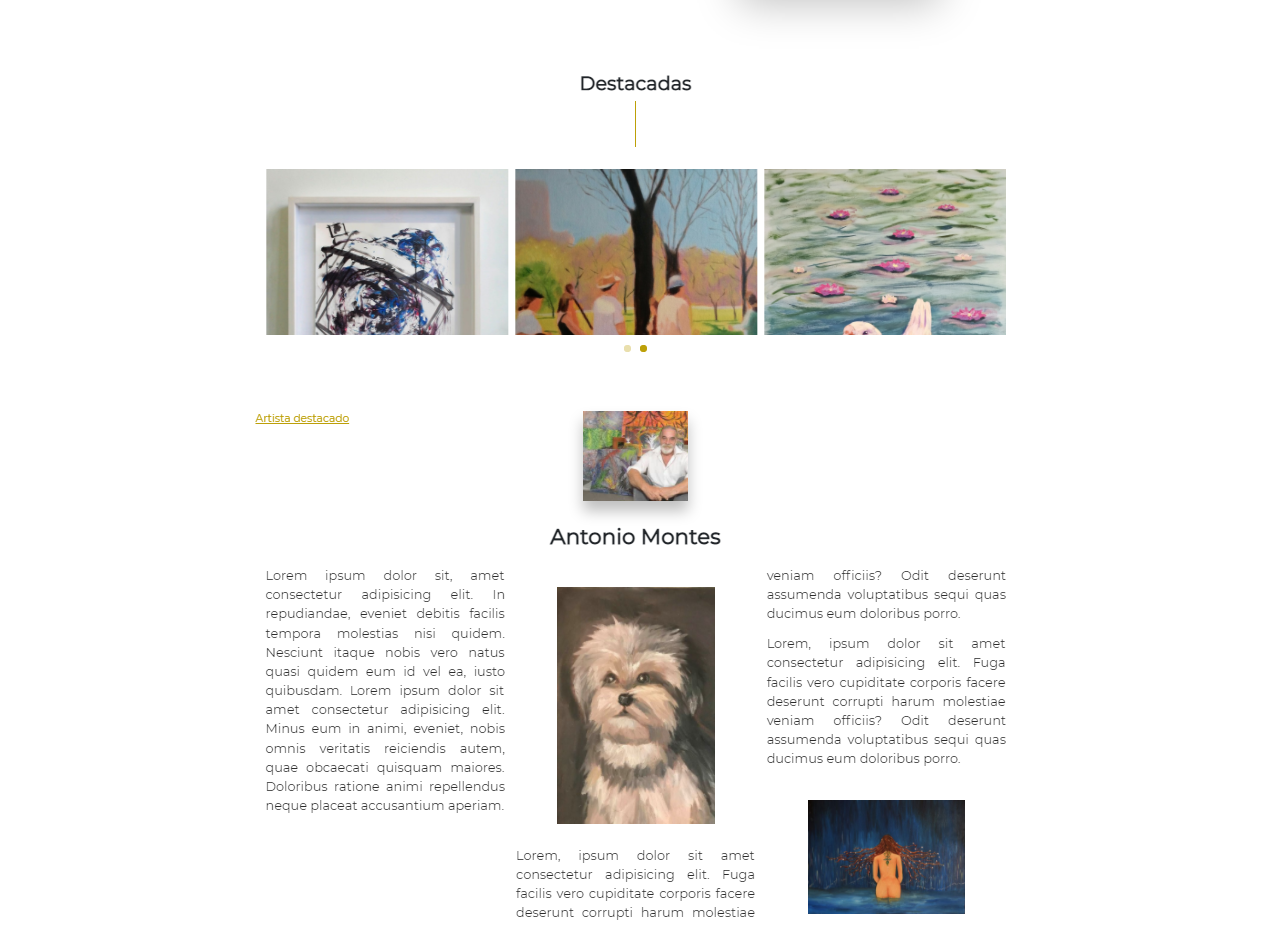 Destacadas
Artista destacado
Antonio Montes
Lorem ipsum dolor sit, amet
consectetur adipisicing elit. In
repudiandae, eveniet debitis facilis
tempora molestias nisi quidem.
Nesciunt itaque nobis vero natus
quasi quidem eum id vel ea, iusto
quibusdam. Lorem ipsum dolor sit
amet consectetur adipisicing elit.
Minus eum in animi, eveniet, nobis
omnis veritatis reiciendis autem,
quae obcaecati quisquam maiores.
Doloribus ratione animi repellendus
neque placeat accusantium aperiam.
Lorem, ipsum dolor sit amet
consectetur adipisicing elit. Fuga
facilis vero cupiditate corporis facere
deserunt corrupti harum molestiae
veniam officiis? Odit deserunt
assumenda voluptatibus sequi quas
ducimus eum doloribus porro.
Lorem, ipsum dolor sit amet
consectetur adipisicing elit. Fuga
facilis vero cupiditate corporis facere
deserunt corrupti harum molestiae
veniam officiis? Odit deserunt
assumenda voluptatibus sequi quas
ducimus eum doloribus porro.